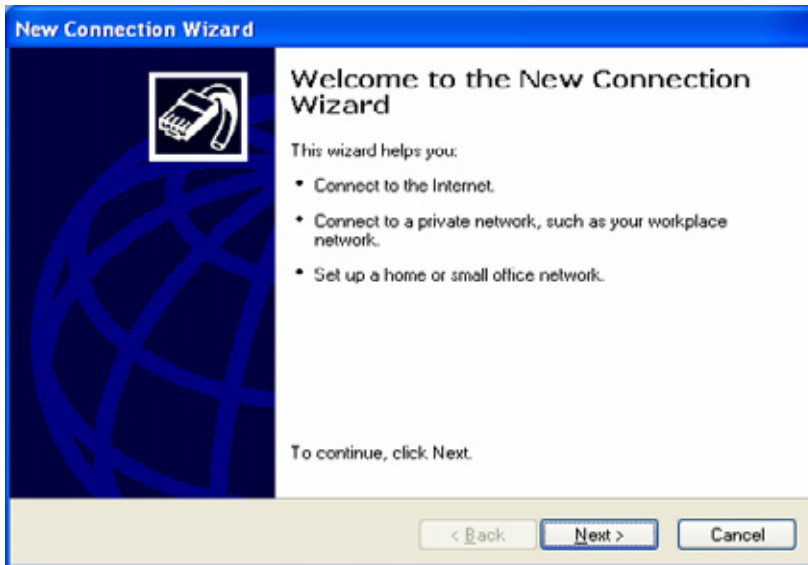 New Connection Wizard
Welcome to the New Connection
Wizard
This wizard helps you:
• Connect to the Internet.
• Connect to a private network, such as your workplace
network.
• Set up a home or small office network.
To continue, click Next.
< Back Next > Cancel